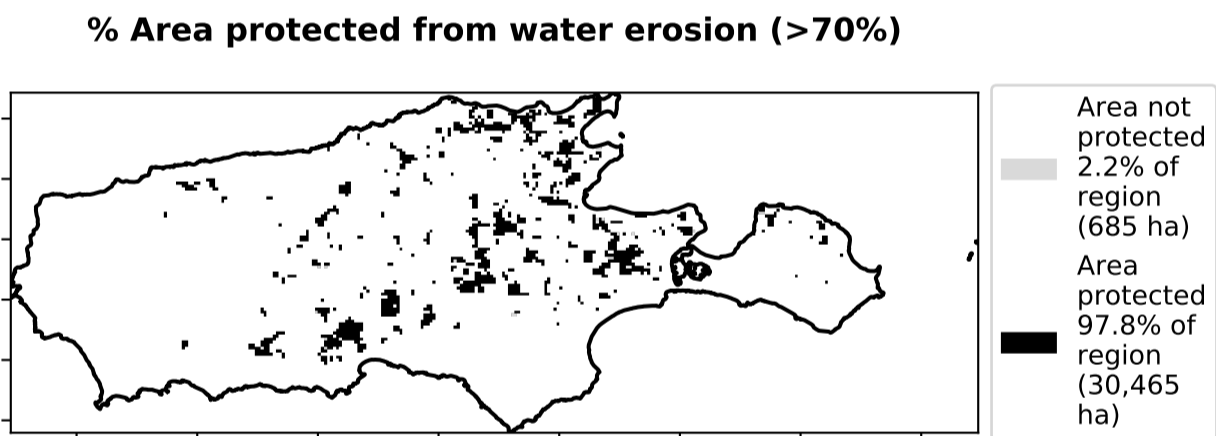 % Area protected from water erosion (>70%)
Area not
protected
2.2% of
region
(685 ha)
Area
protected
97.8% of
region
(30,465
ha)